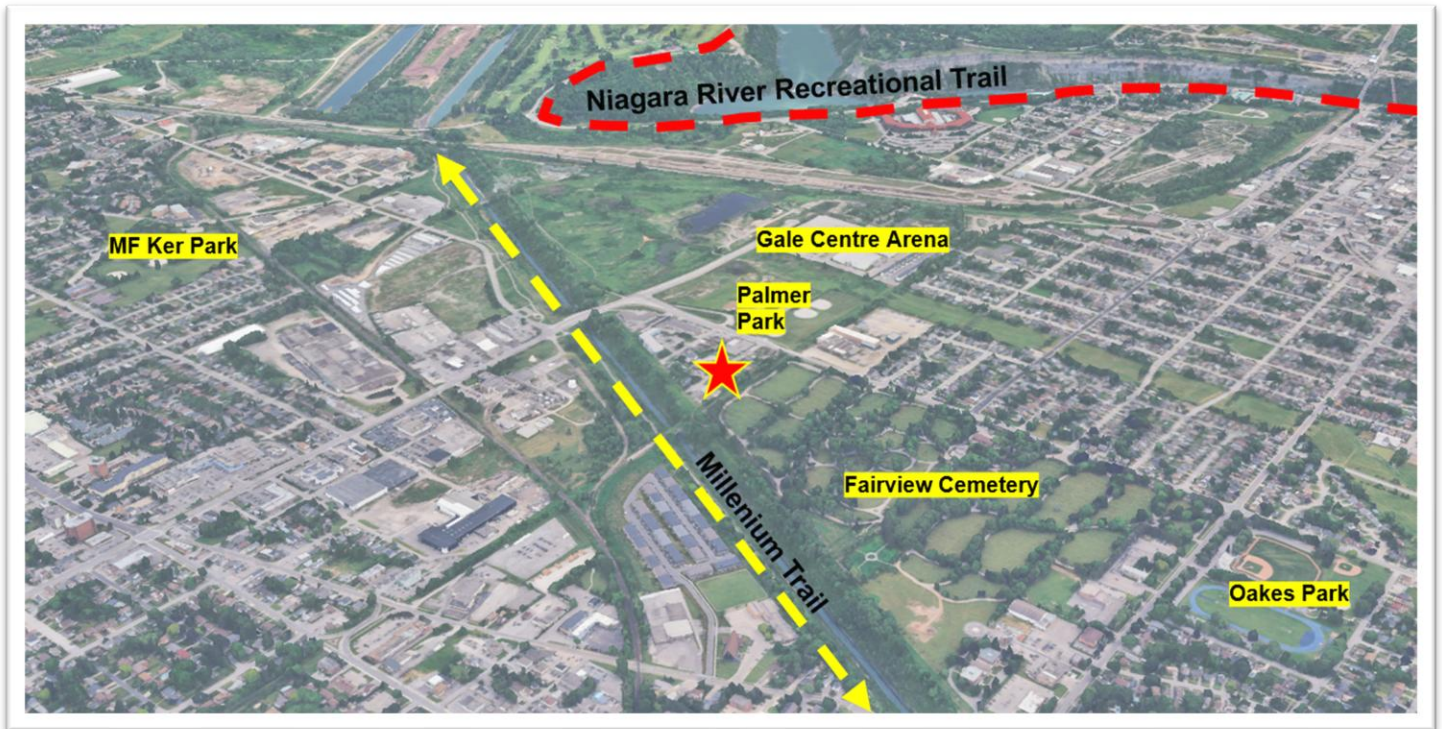 Niagara River Recreational Trail
MF Ker Park
Gale Centre Arena
Palmer
Park
Millenium Trail
Fairview Cemetery
Oakes Park